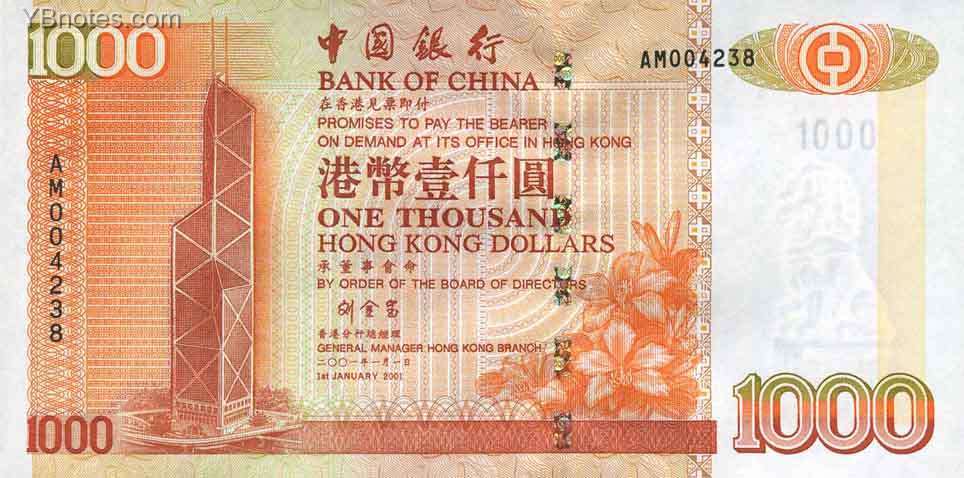 YBnotes.com
1000
中國銀行
AM004238
BANK OF CHINA
在香港見票即付
PROMISES TO PAY THE BEARER
ON DEMAND AT ITS OFFICE IN HONG KONG
1000
港幣壹仟圓
AM004238
ONE THOUSAND
HONG KONG DOLLARS
承董事會命
BY ORDER OF THE BOARD OF DIRECTORS
香港分行總經理
GENERAL MANAGER HONG KONG BRANCH
二〇〇一年一月一日
1st JANUARY 2001
1000
1000